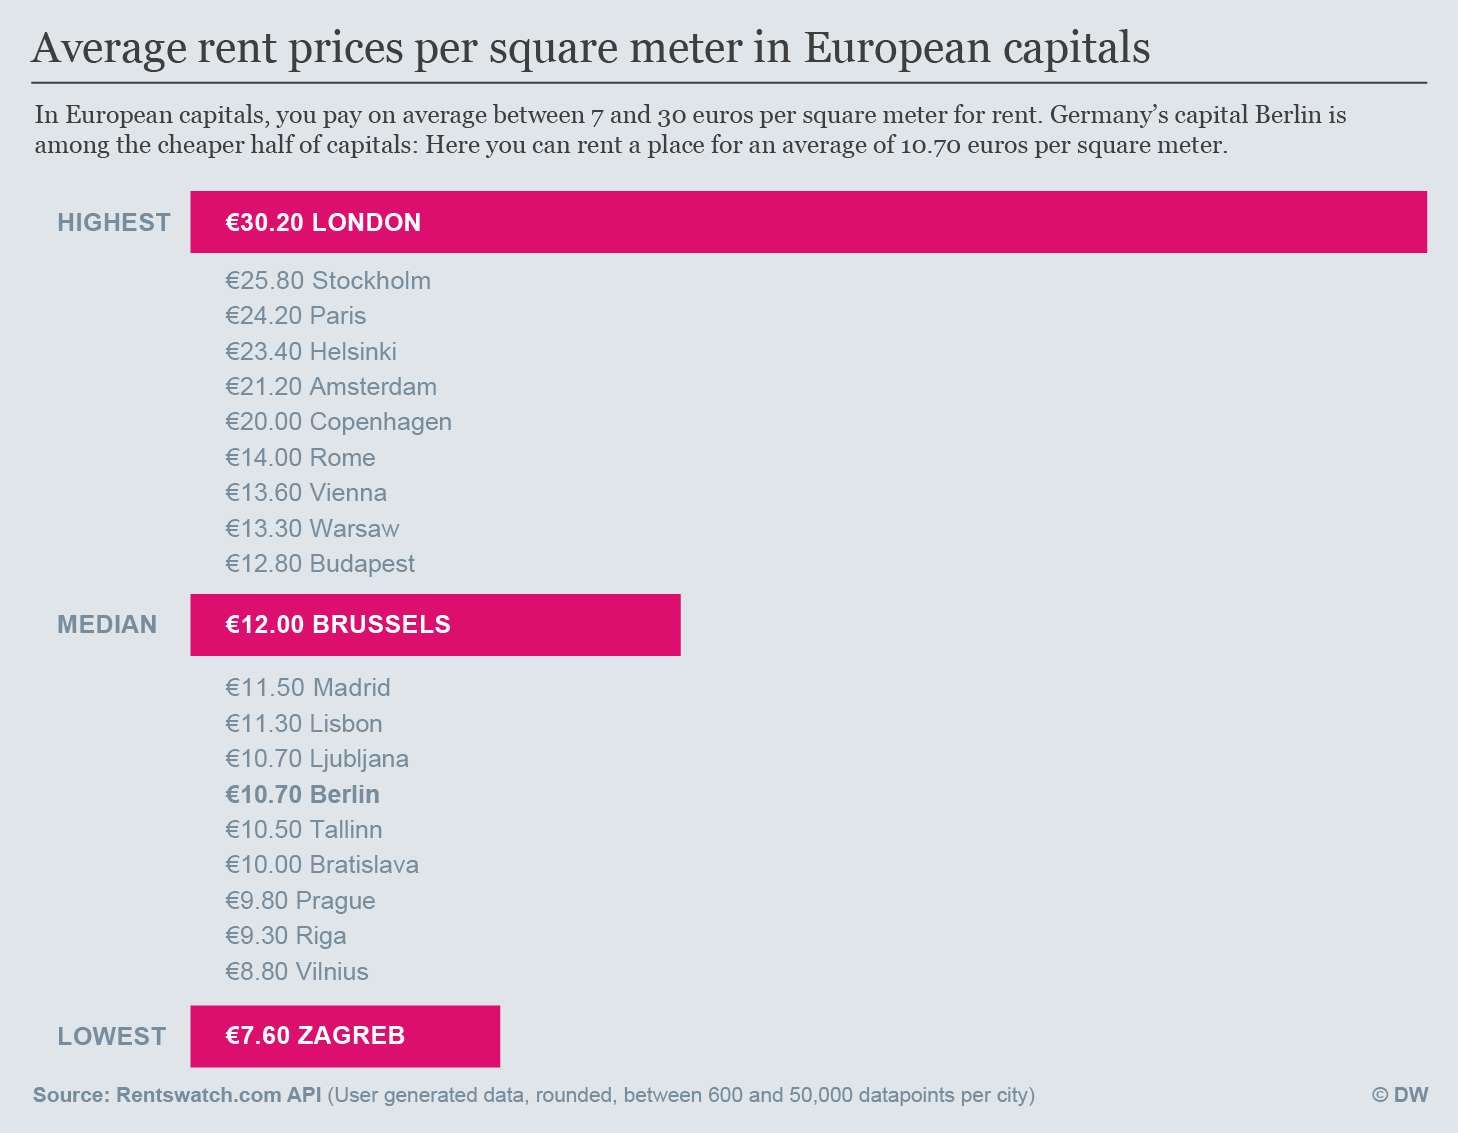 Average rent prices per square meter in European capitals
In European capitals, you pay on average between 7 and 30 euros per square meter for rent. Germany’s capital Berlin is
among the cheaper half of capitals: Here you can rent a place for an average of 10.70 euros per square meter.
HIGHEST €30.20 LONDON
€25.80 Stockholm
€24.20 Paris
€23.40 Helsinki
€21.20 Amsterdam
€20.00 Copenhagen
€14.00 Rome
€13.60 Vienna
€13.30 Warsaw
€12.80 Budapest
MEDIAN €12.00 BRUSSELS
€11.50 Madrid
€11.30 Lisbon
€10.70 Ljubljana
€10.70 Berlin
€10.50 Tallinn
€10.00 Bratislava
€9.80 Prague
€9.30 Riga
€8.80 Vilnius
LOWEST €7.60 ZAGREB
Source: Rentswatch.com API (User generated data, rounded, between 600 and 50,000 datapoints per city) © DW